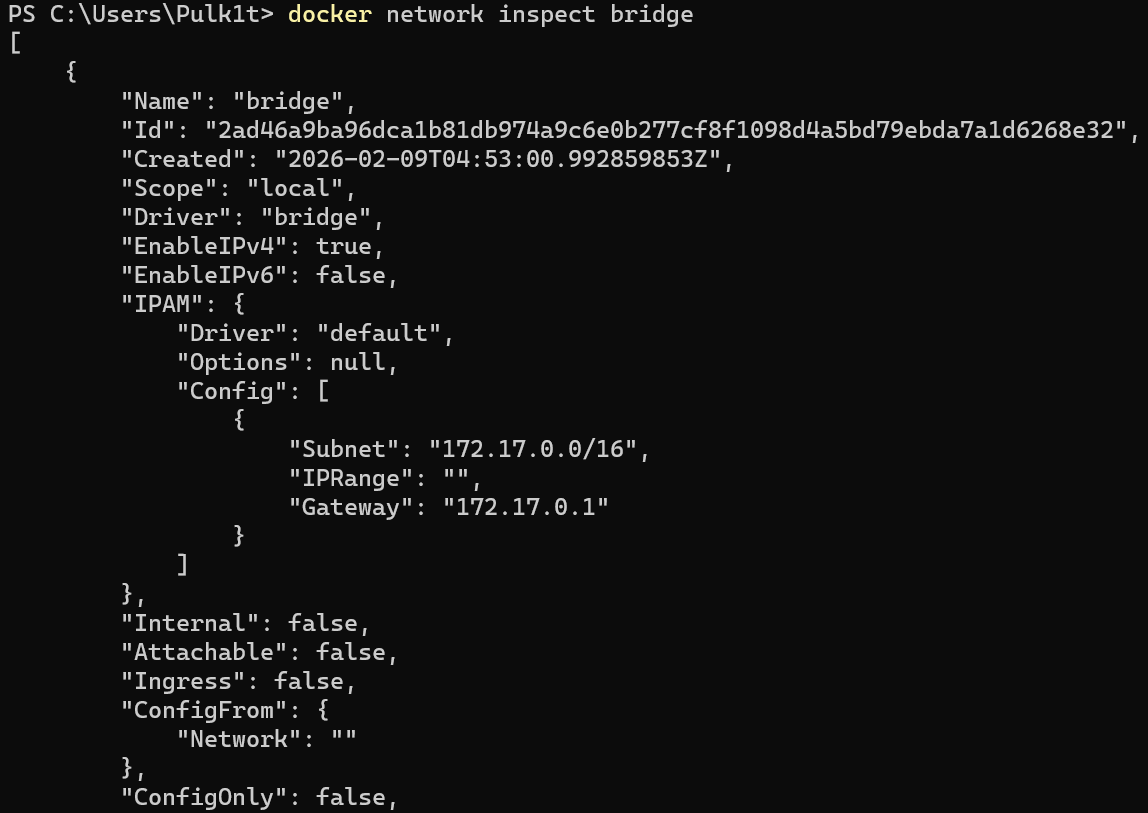 PS C:\Users\Pulk1t> docker network inspect bridge
[
    {
        "Name": "bridge",
        "Id": "2ad46a9ba96dca1b81db974a9c6e0b277cf8f1098d4a5bd79ebda7a1d6268e32",
        "Created": "2026-02-09T04:53:00.992859853Z",
        "Scope": "local",
        "Driver": "bridge",
        "EnableIPv4": true,
        "EnableIPv6": false,
        "IPAM": {
            "Driver": "default",
            "Options": null,
            "Config": [
                {
                    "Subnet": "172.17.0.0/16",
                    "IPRange": "",
                    "Gateway": "172.17.0.1"
                }
            ]
        },
        "Internal": false,
        "Attachable": false,
        "Ingress": false,
        "ConfigFrom": {
            "Network": ""
        },
        "ConfigOnly": false,